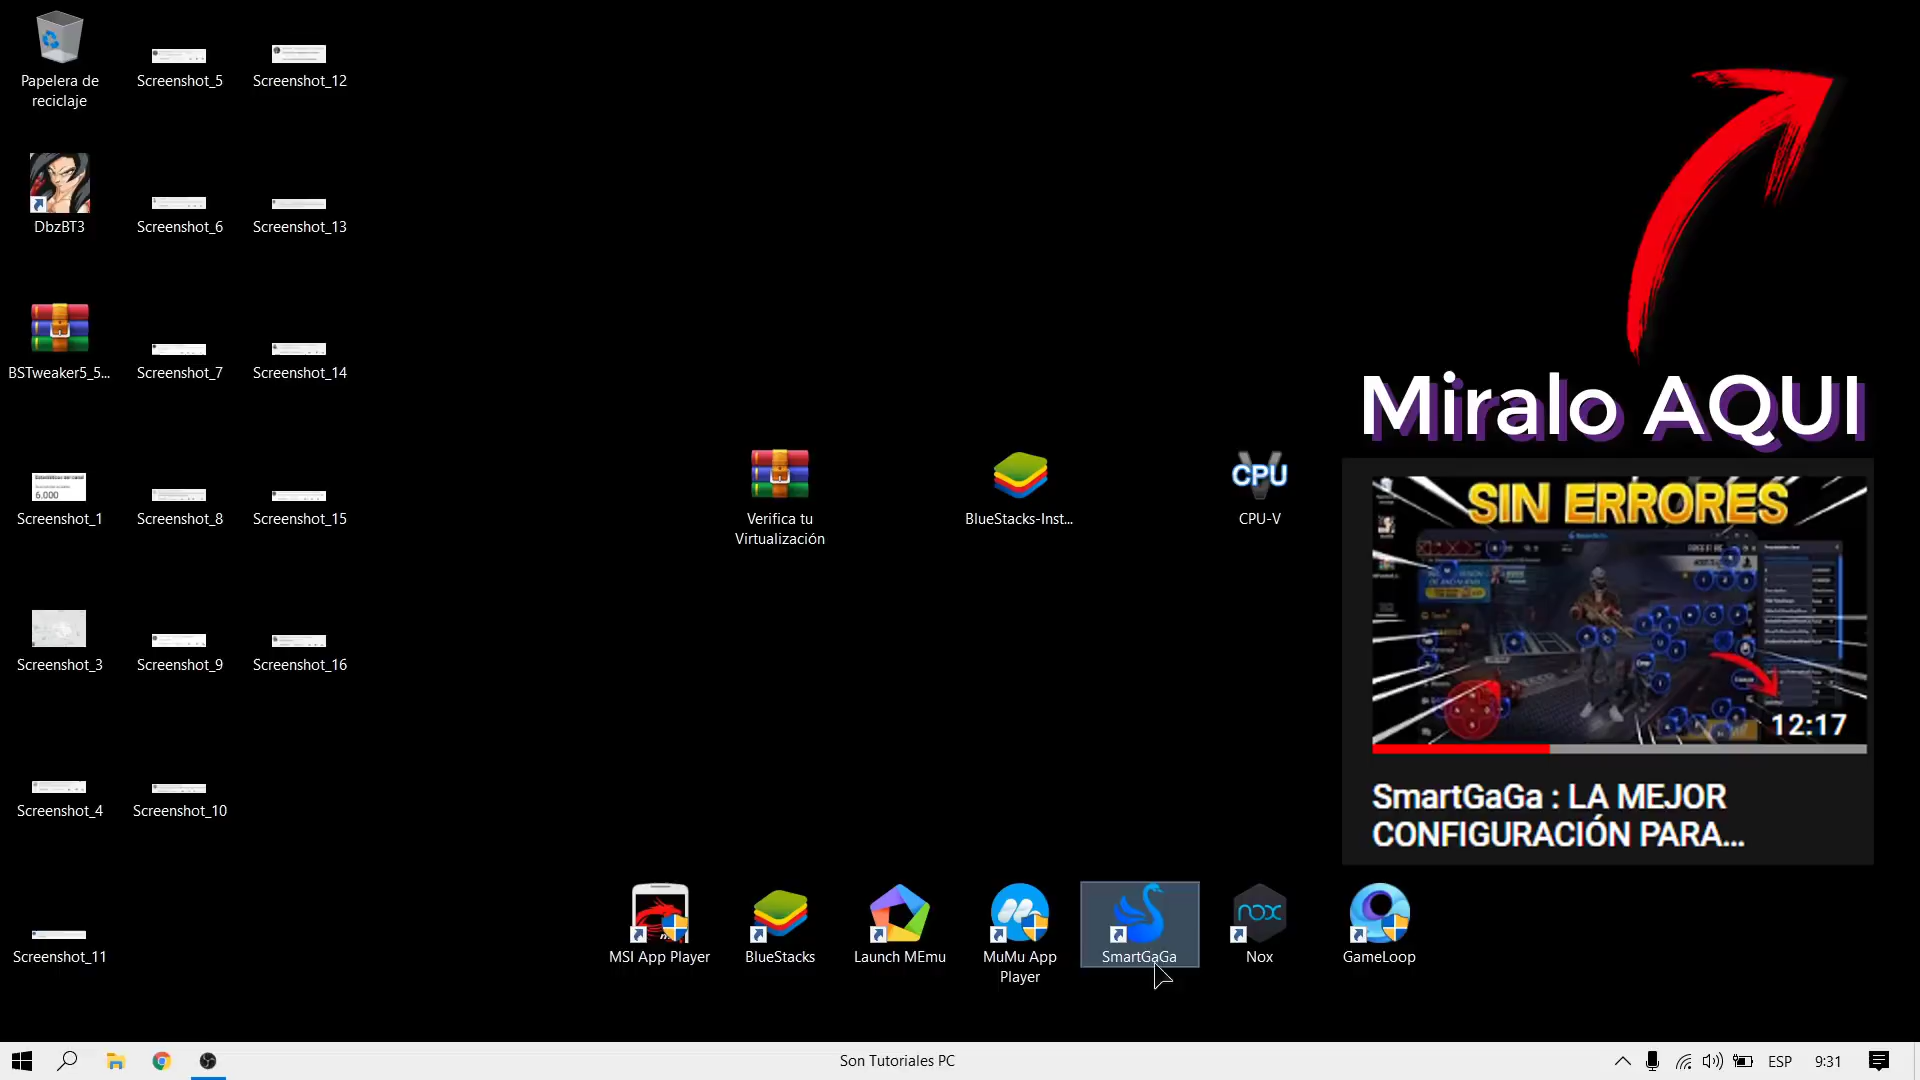 Papelera de
reciclaje
Screenshot_5
Screenshot_12
DbzBT3
Screenshot_6
Screenshot_13
BSTweaker5_5...
Screenshot_7
Screenshot_14
Miralo AQUI
6.000
Screenshot_1
Screenshot_8
Screenshot_15
Verifica tu
Virtualización
BlueStacks-Inst...
CPU
CPU-V
SIN ERRORES
12:17
SmartGaGa : LA MEJOR
CONFIGURACIÓN PARA...
Screenshot_3
Screenshot_9
Screenshot_16
Screenshot_4
Screenshot_10
Screenshot_11
MSI App Player
BlueStacks
Launch MEmu
MuMu App
Player
SmartGaGa
nox
Nox
GameLoop
Son Tutoriales PC
ESP
9:31